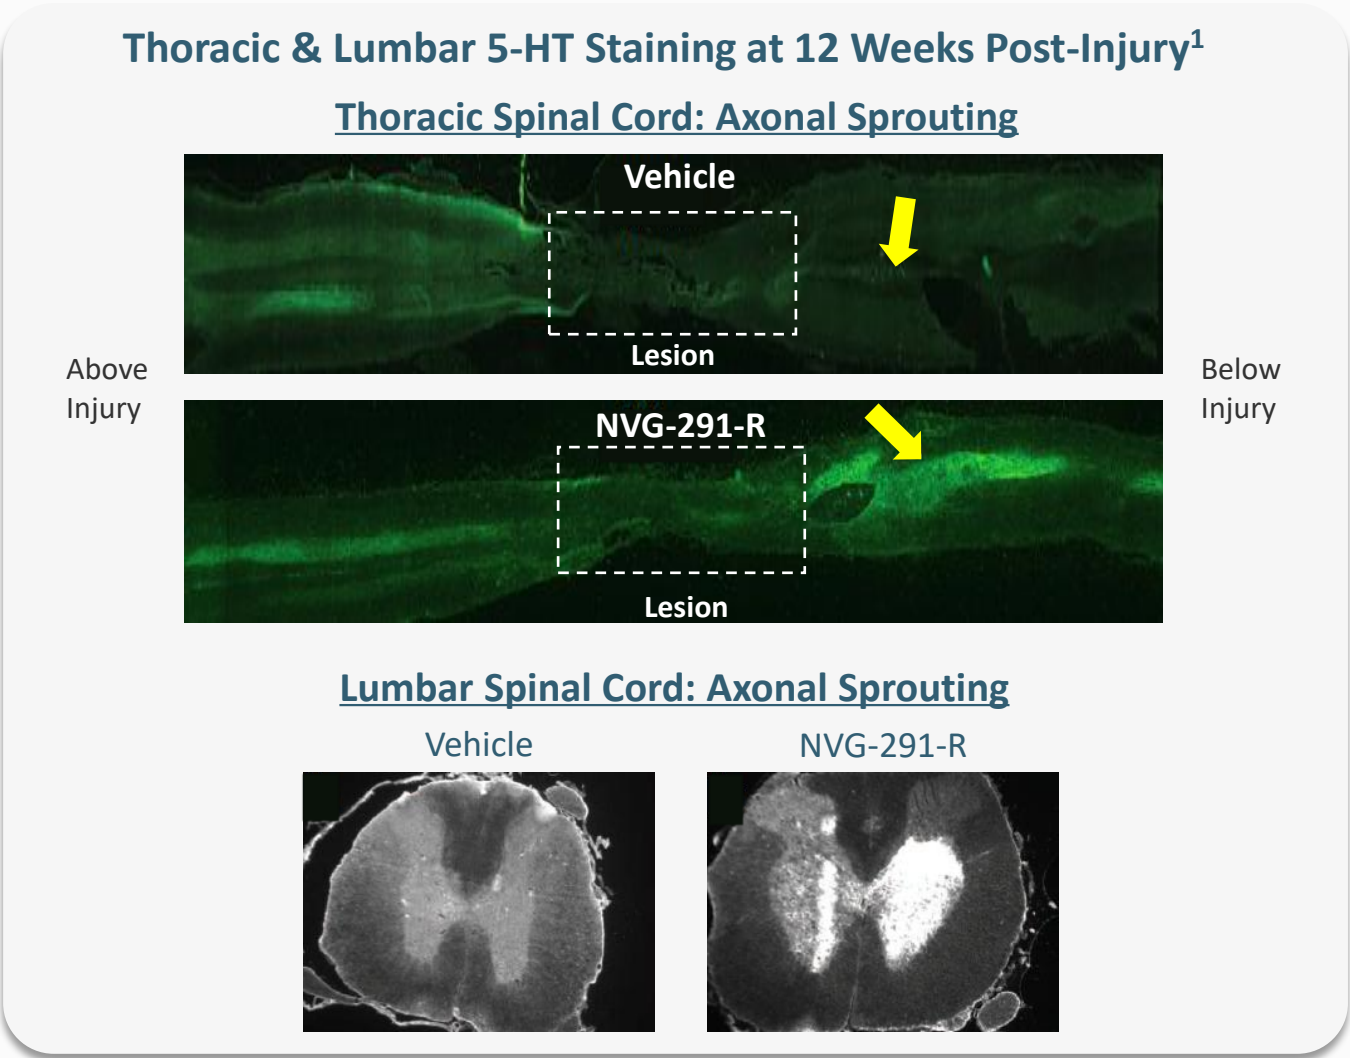 Thoracic & Lumbar 5-HT Staining at 12 Weeks Post-Injury¹
Thoracic Spinal Cord: Axonal Sprouting
Vehicle
Lesion
Above
Injury
Below
Injury
NVG-291-R
Lesion
Lumbar Spinal Cord: Axonal Sprouting
Vehicle
NVG-291-R